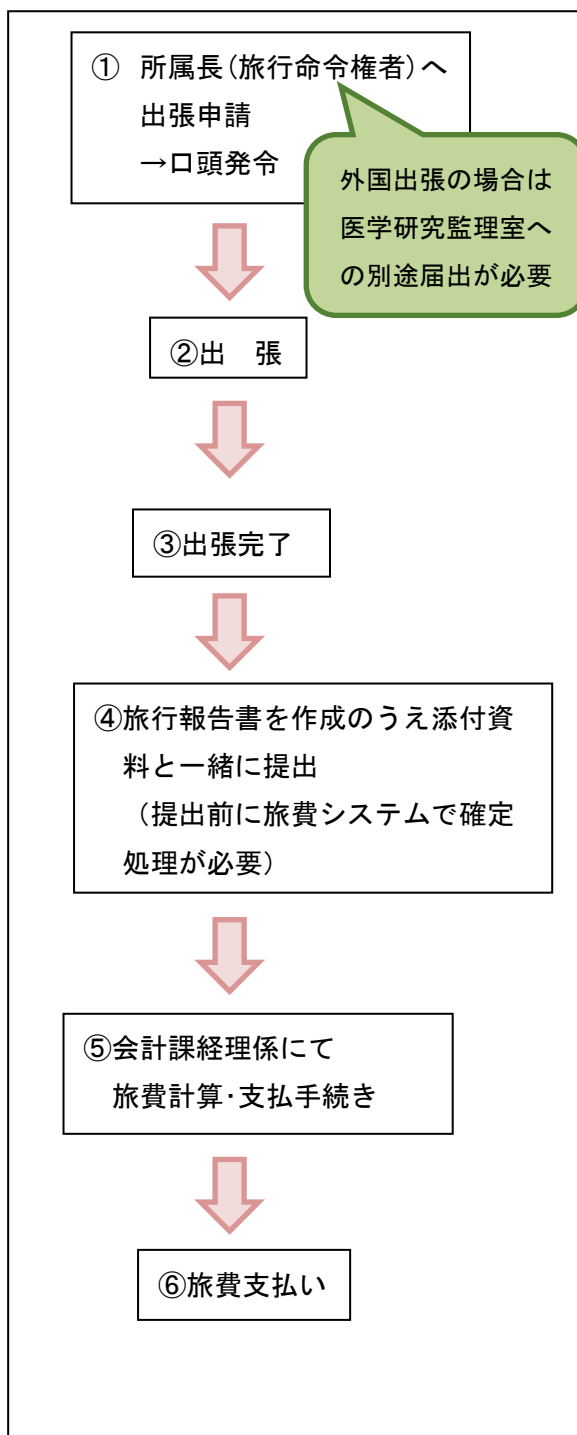 ① 所属長(旅行命令権者)へ
出張申請
→口頭発令
外国出張の場合は
医学研究監理室へ
の別途届出が必要
②出　張
③出張完了
④旅行報告書を作成のうえ添付資
料と一緒に提出
（提出前に旅費システムで確定
処理が必要）
⑤会計課経理係にて
旅費計算・支払手続き
⑥旅費支払い